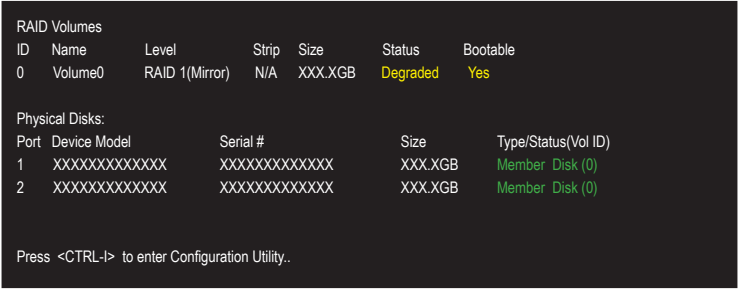 RAID Volumes
ID Name Level Strip Size Status Bootable
0 Volume0 RAID 1(Mirror) N/A XXX.XGB Degraded Yes
Physical Disks:
Port Device Model Serial # Size Type/Status(Vol ID)
1 XXXXXXXXXXXXX XXXXXXXXXXXXX XXX.XGB Member Disk (0)
2 XXXXXXXXXXXXX XXXXXXXXXXXXX XXX.XGB Member Disk (0)
Press <CTRL-I> to enter Configuration Utility..